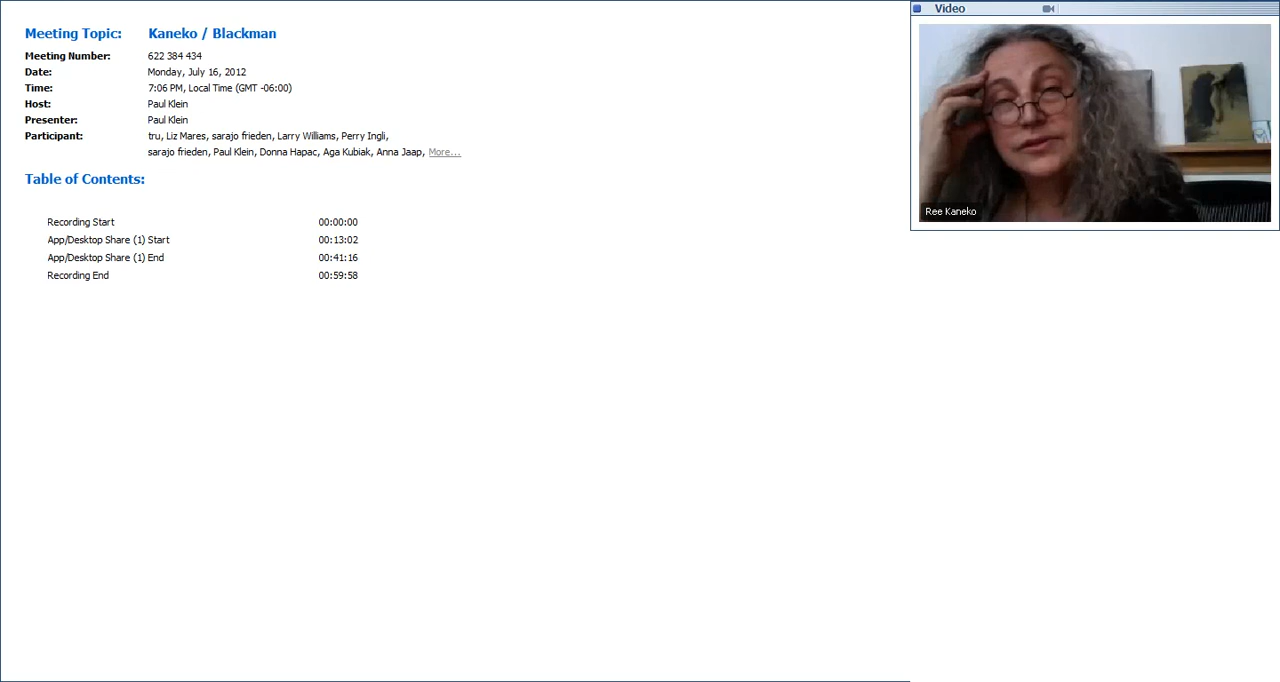 Meeting Topic: Kaneko / Blackman
Meeting Number: 622 384 434
Date: Monday, July 16, 2012
Time: 7:06 PM, Local Time (GMT -06:00)
Host: Paul Klein
Presenter: Paul Klein
Participant: tru, Liz Mares, sarajo frieden, Larry Williams, Perry Ingli,
sarajo frieden, Paul Klein, Donna Hapac, Aga Kubiak, Anna Jaap, More...
Table of Contents:
Recording Start 00:00:00
App/Desktop Share (1) Start 00:13:02
App/Desktop Share (1) End 00:41:16
Recording End 00:59:58
Video
Ree Kaneko